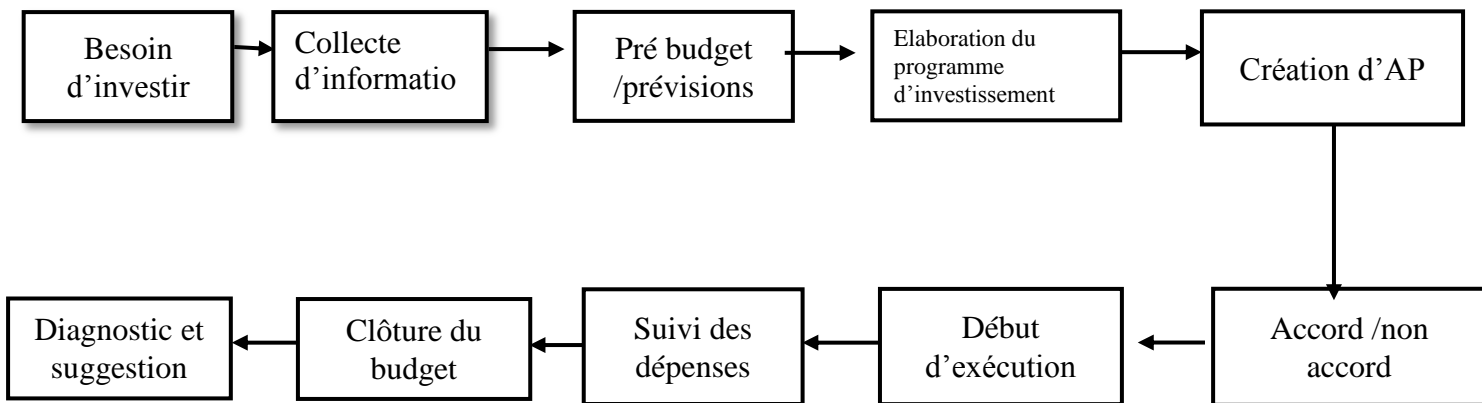 Besoin
d’investir
Collecte
d’informatio
Pré budget
/prévisions
Elaboration du
programme
d’investissement
Création d’AP
Accord /non
accord
Début
d’exécution
Suivi des
dépenses
Clôture du
budget
Diagnostic et
suggestion